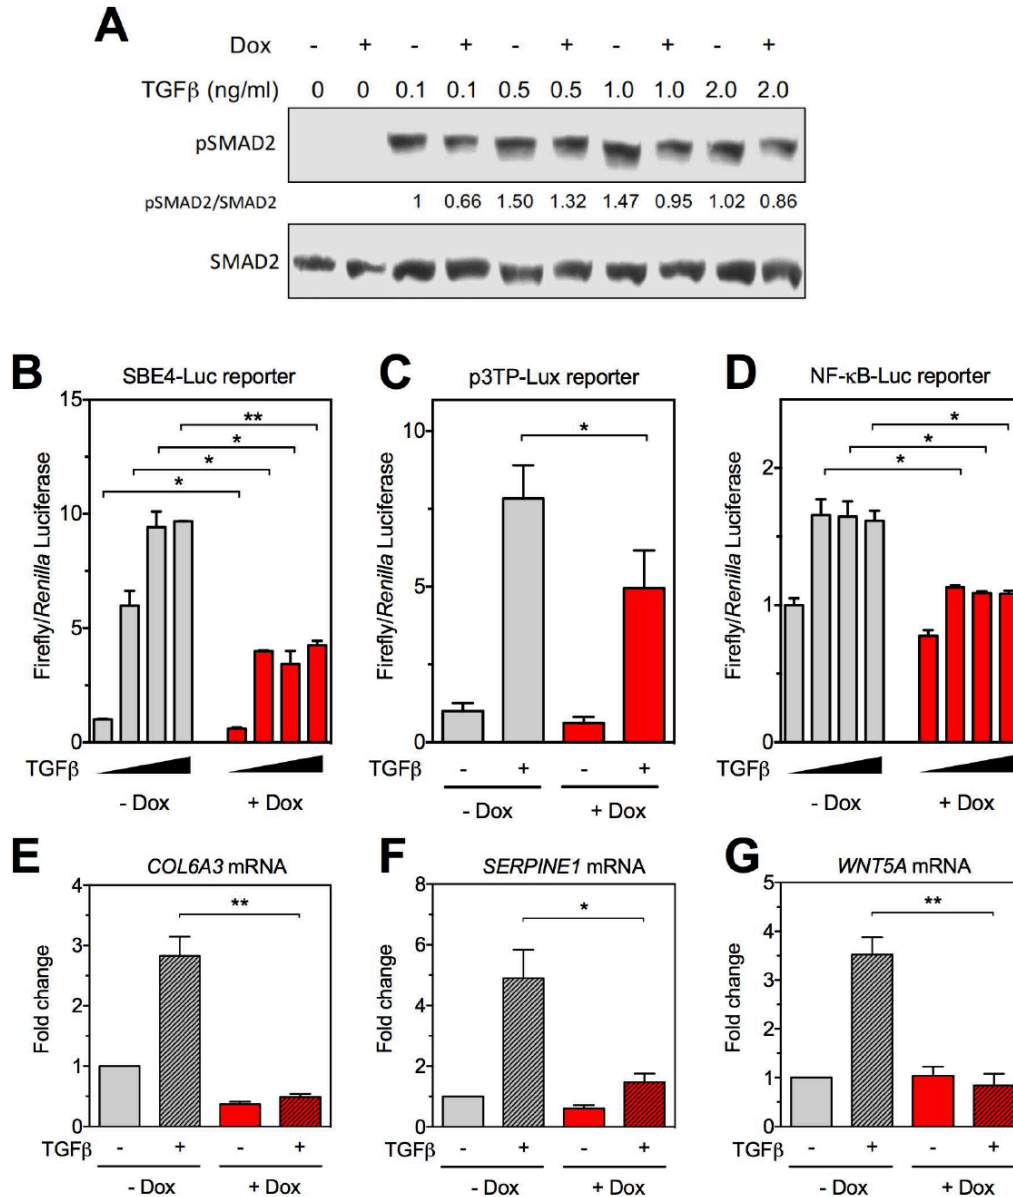 A
Dox - + - + - + - + - +
TGFβ (ng/ml) 0 0 0.1 0.1 0.5 0.5 1.0 1.0 2.0 2.0
pSMAD2
pSMAD2/SMAD2 1 0.66 1.50 1.32 1.47 0.95 1.02 0.86
SMAD2
B
SBE4-Luc reporter
Firefly/Renilla Luciferase
15
10
5
0
** 
*
*
*
TGFβ
- Dox + Dox
C
p3TP-Lux reporter
Firefly/Renilla Luciferase
10
5
0
*
TGFβ - + - +
- Dox + Dox
D
NF-κB-Luc reporter
Firefly/Renilla Luciferase
2
1
0
*
*
*
TGFβ
- Dox + Dox
E
COL6A3 mRNA
Fold change
4
3
2
1
0
**
TGFβ - + - +
- Dox + Dox
F
SERPINE1 mRNA
Fold change
8
6
4
2
0
*
TGFβ - + - +
- Dox + Dox
G
WNT5A mRNA
Fold change
5
4
3
2
1
0
**
TGFβ - + - +
- Dox + Dox